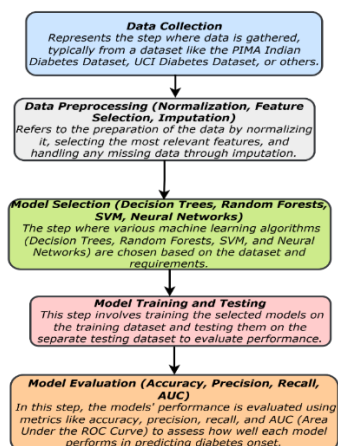 Data Collection
Represents the step where data is gathered,
typically from a dataset like the PIMA Indian
Diabetes Dataset, UCI Diabetes Dataset, or others.
Data Preprocessing (Normalization, Feature
Selection, Imputation)
Refers to the preparation of the data by normalizing
it, selecting the most relevant features, and
handling any missing data through imputation.
Model Selection (Decision Trees, Random Forests,
SVM, Neural Networks)
The step where various machine learning algorithms
(Decision Trees, Random Forests, SVM, and Neural
Networks) are chosen based on the dataset and
requirements.
Model Training and Testing
This step involves training the selected models on
the training dataset and testing them on the
separate testing dataset to evaluate performance.
Model Evaluation (Accuracy, Precision, Recall,
AUC)
In this step, the models' performance is evaluated using
metrics like accuracy, precision, recall, and AUC (Area
Under the ROC Curve) to assess how well each model
performs in predicting diabetes onset.